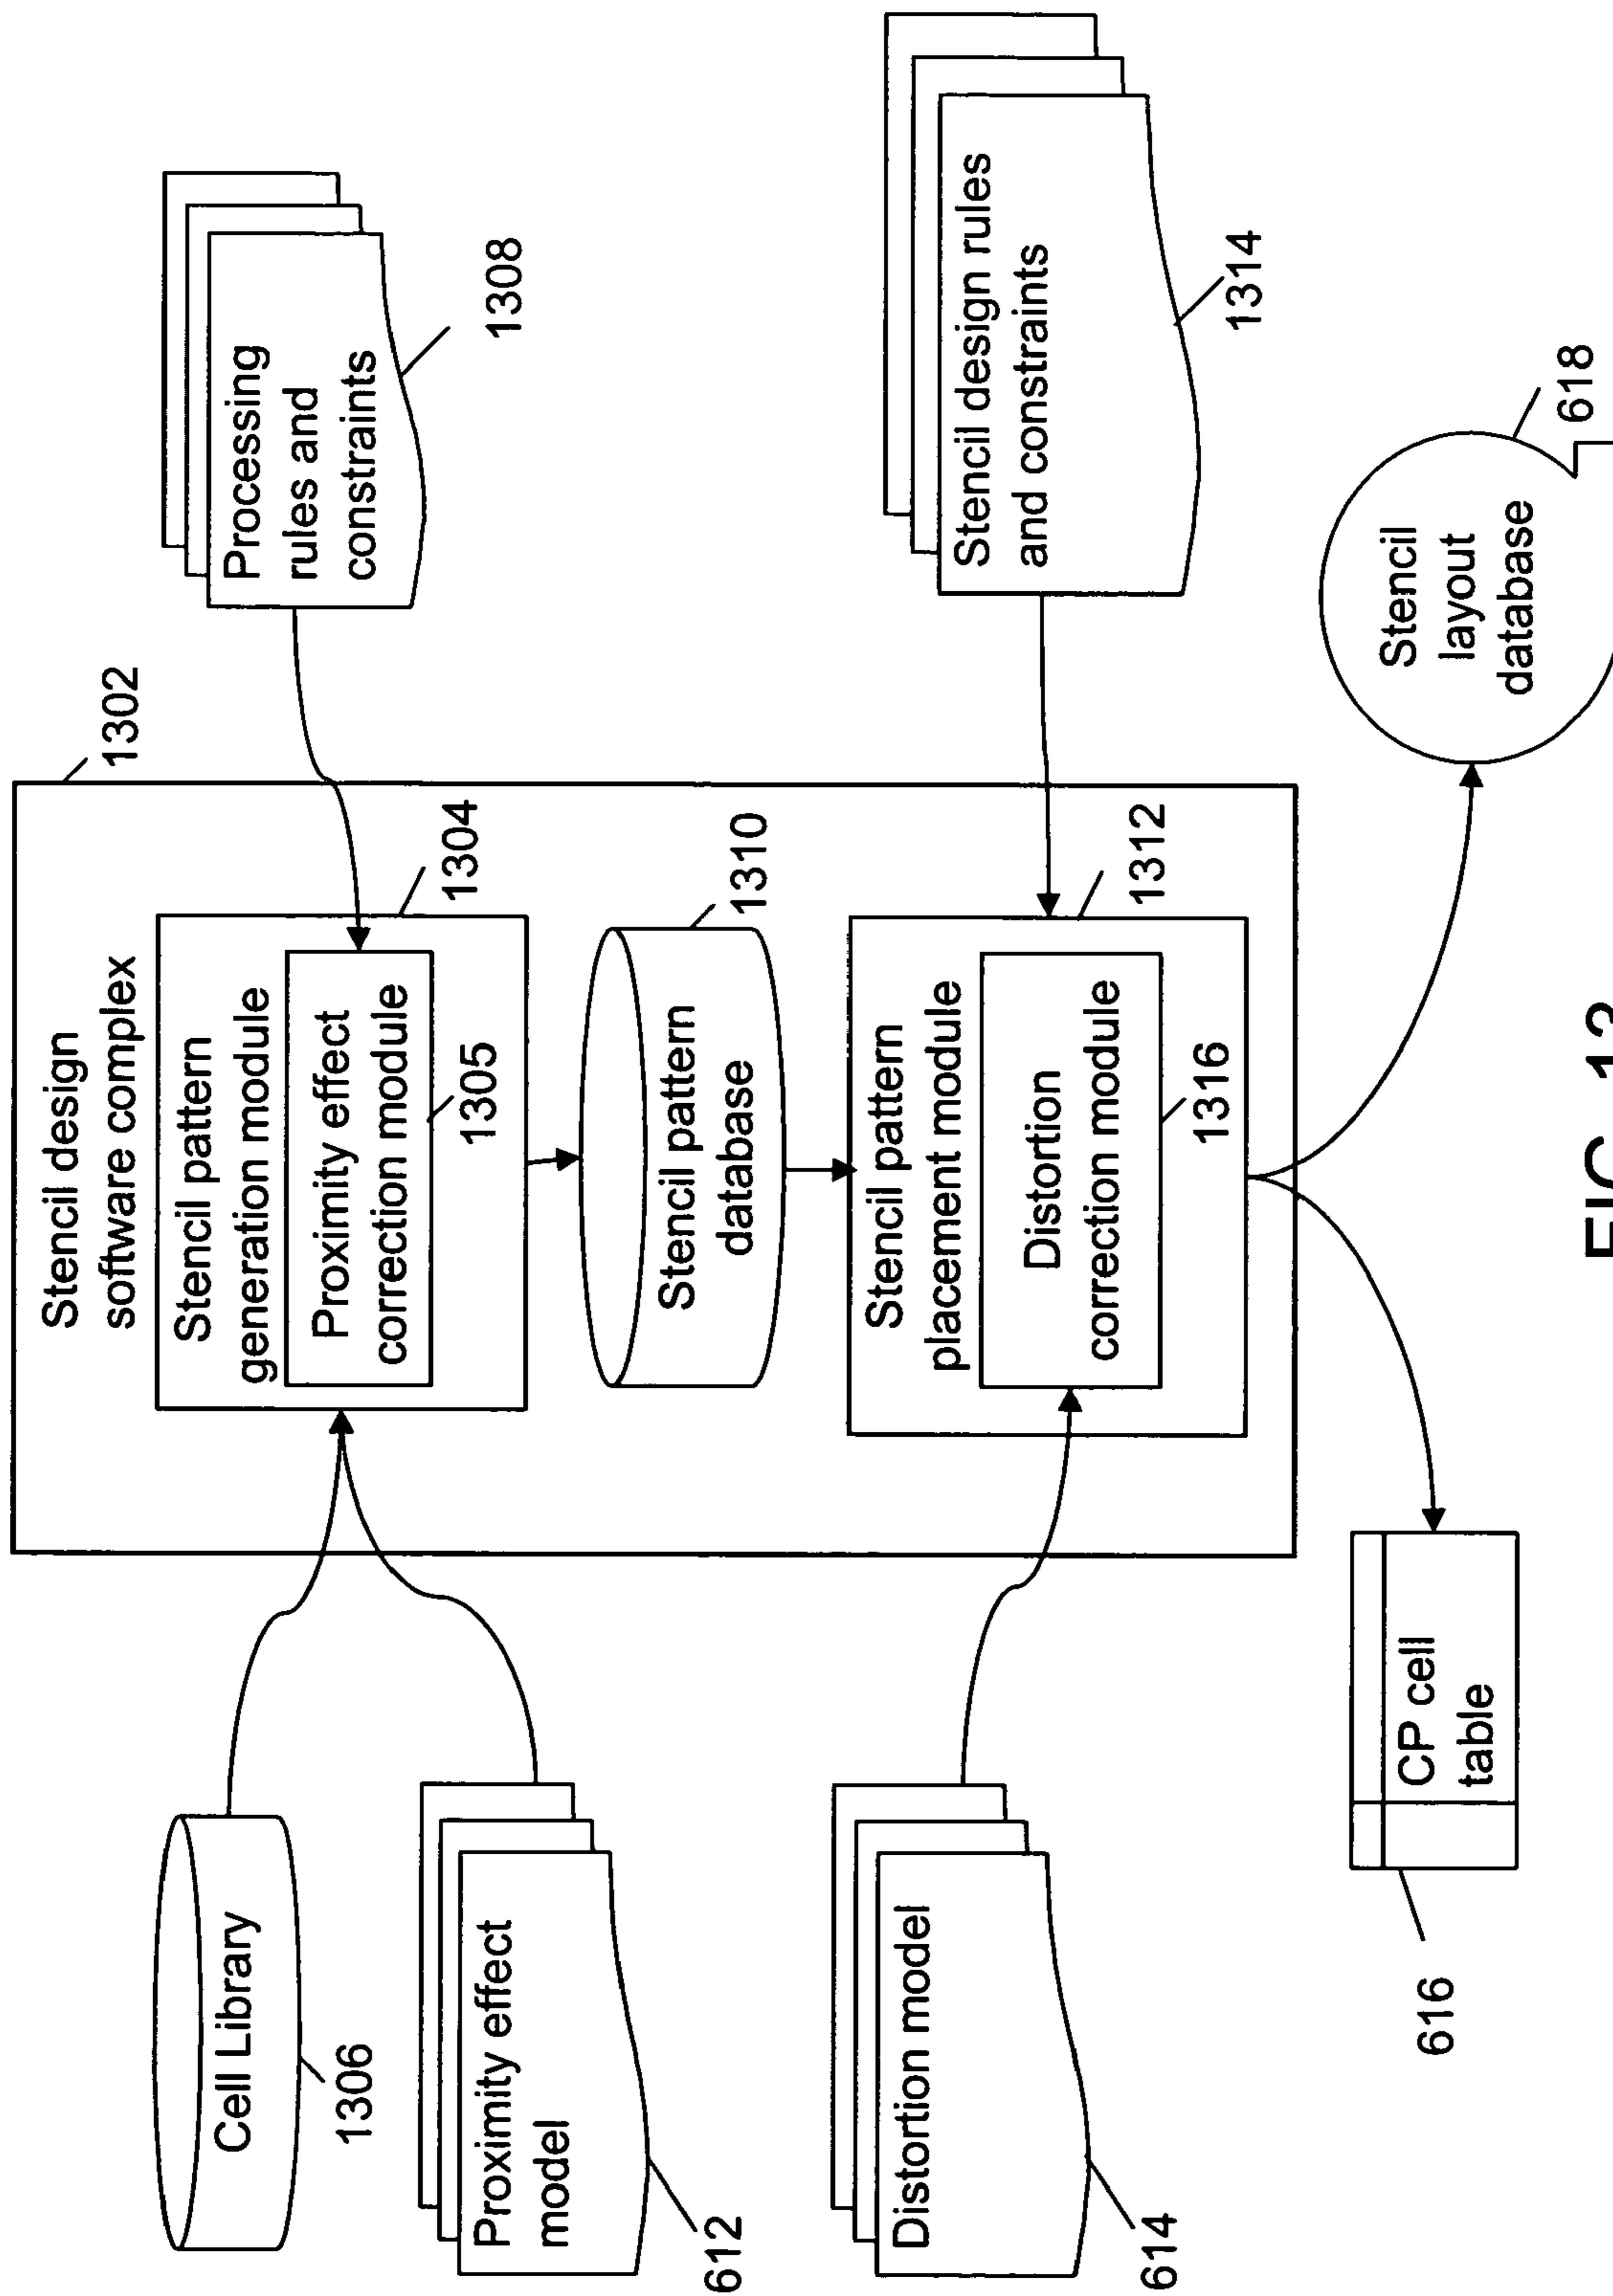 Stencil design
software complex
1302
Stencil pattern
generation module
1304
Proximity effect
correction module
1305
Cell Library
1306
Proximity effect
model
612
Processing
rules and
constraints
1308
Stencil pattern
database
1310
Stencil pattern
placement module
1312
Distortion
correction module
1316
Distortion model
614
Stencil design rules
and constraints
1314
CP cell
table
616
Stencil
layout
database
618
FIG. 13